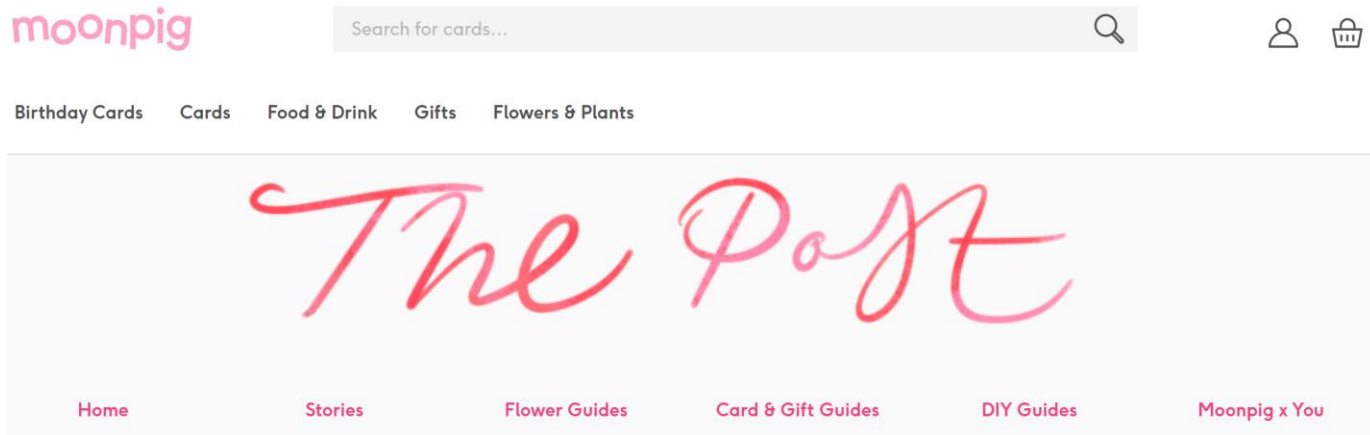 moonpig Search for cards...
Birthday Cards Cards Food & Drink Gifts Flowers & Plants
The Post
Home Stories Flower Guides Card & Gift Guides DIY Guides Moonpig x You